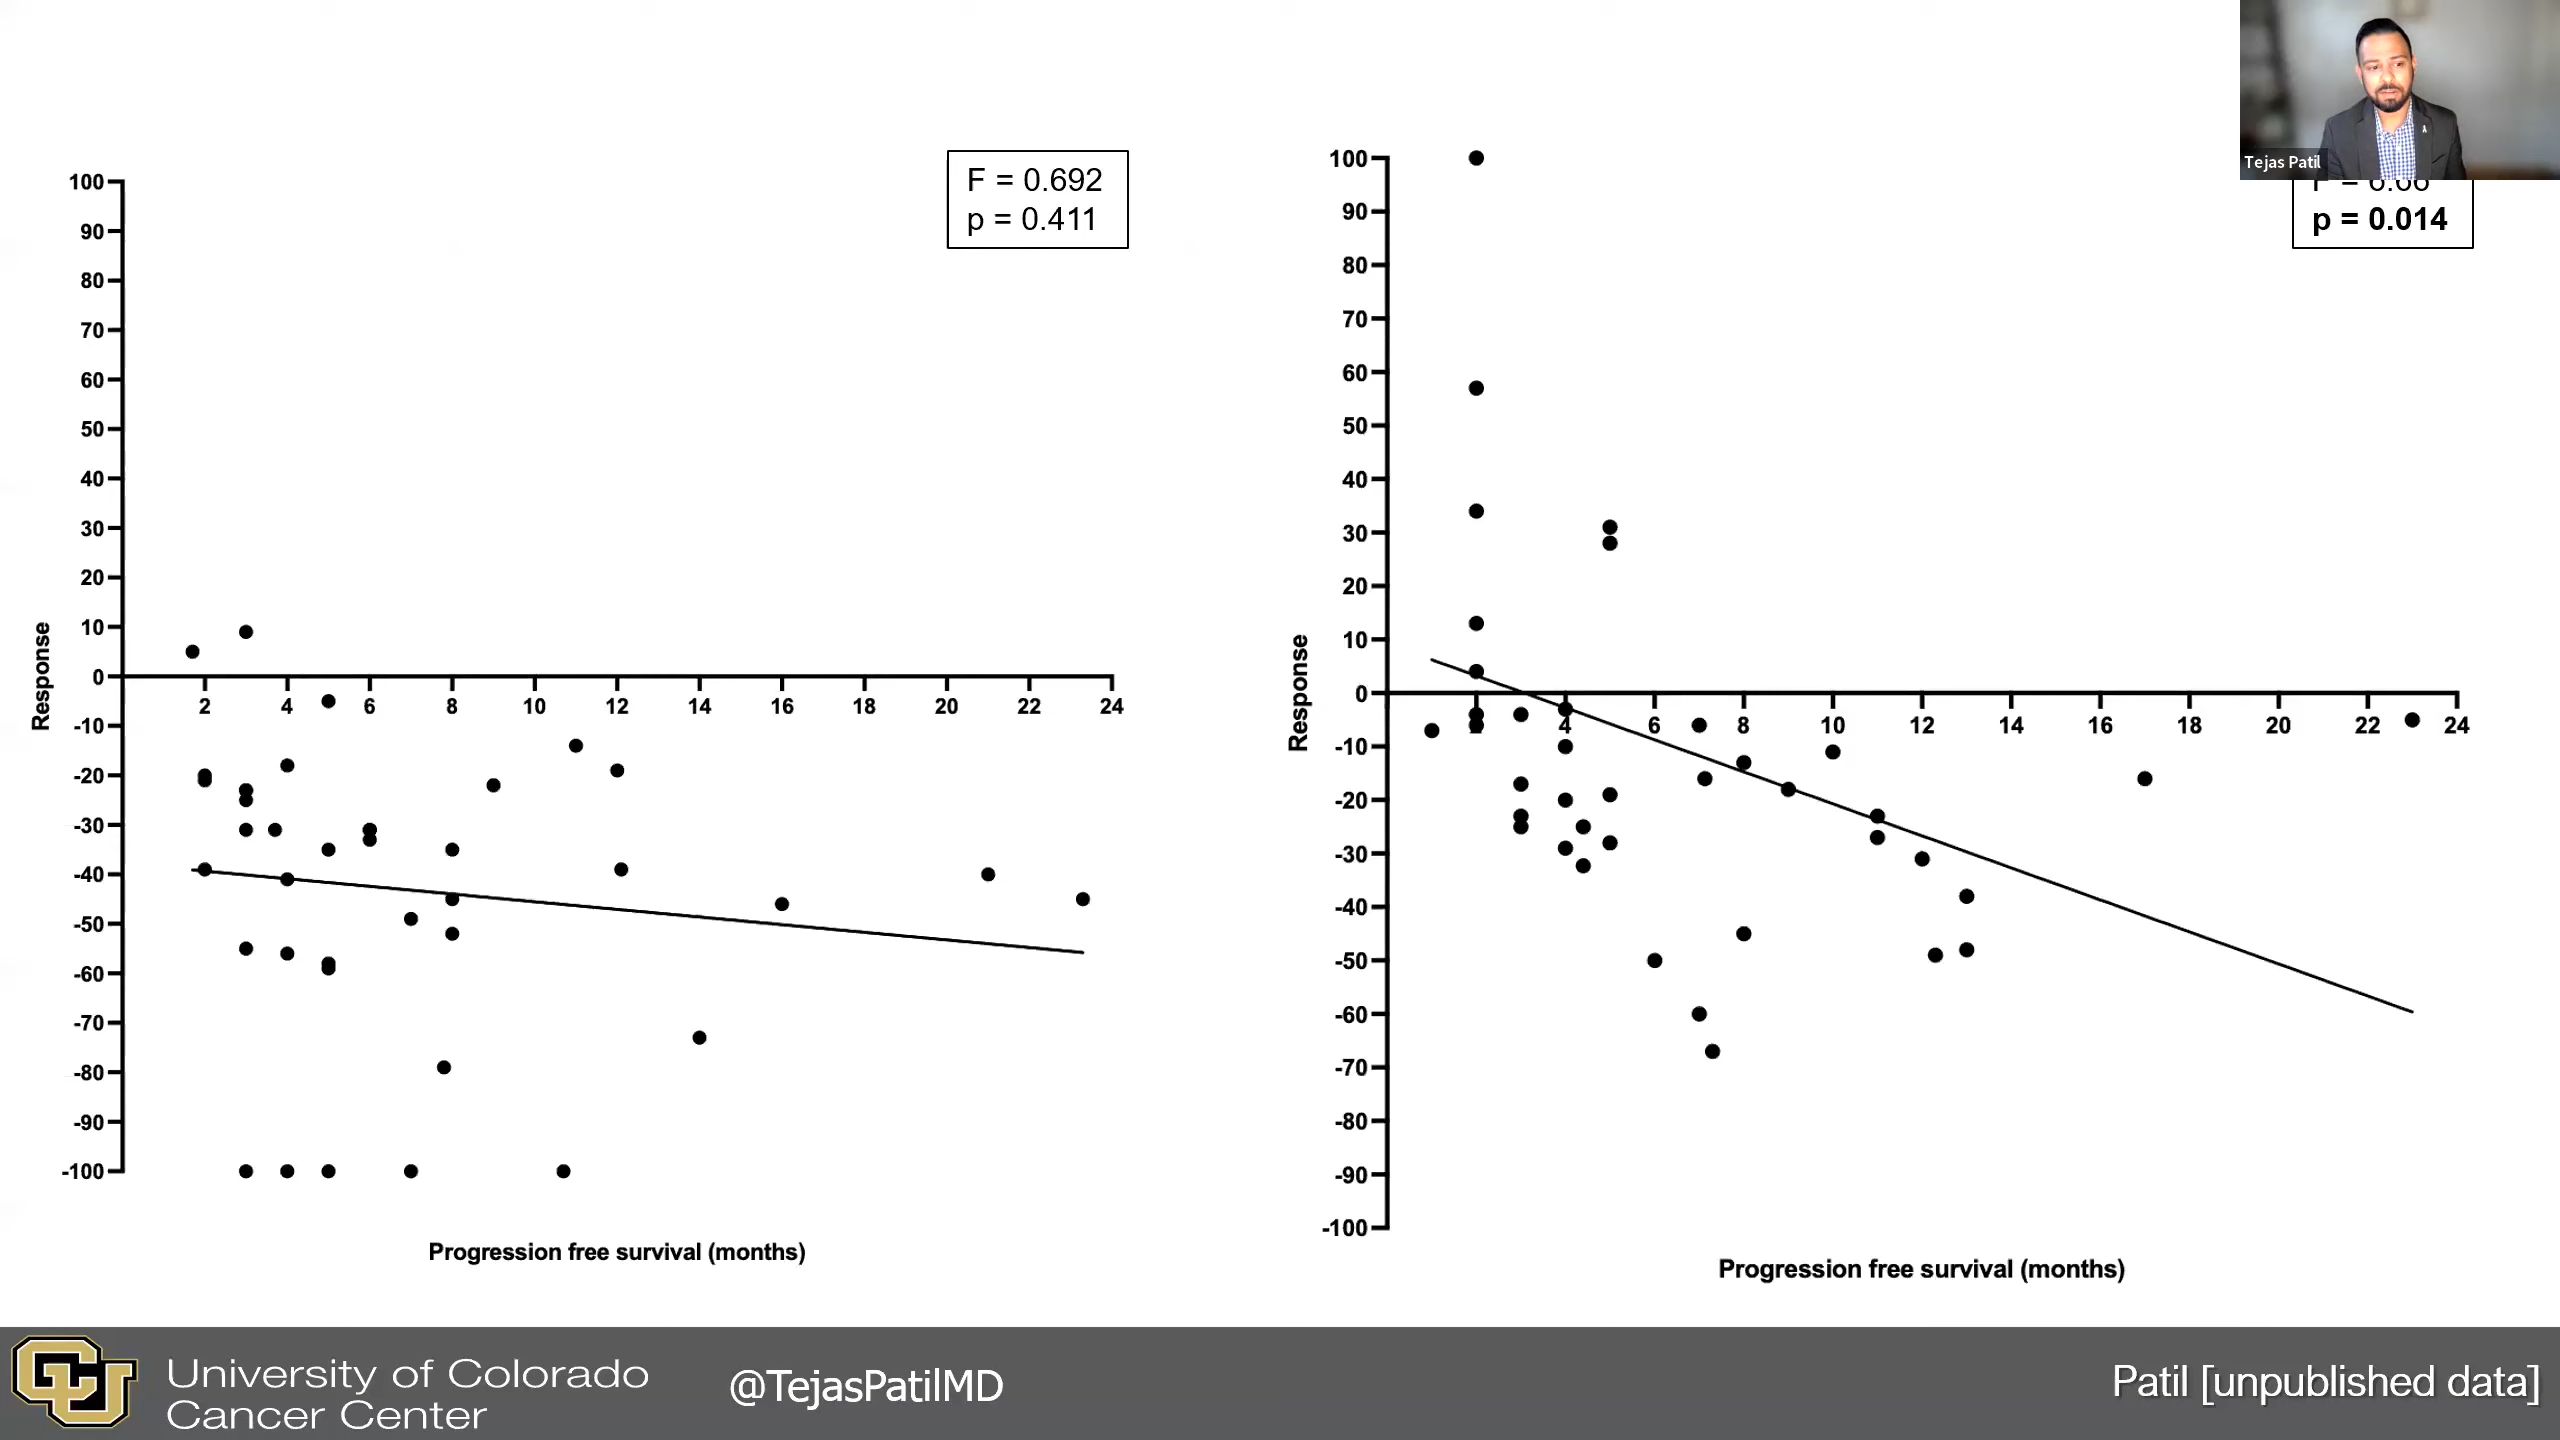 Tejas Patil
F = 0.692
p = 0.411
p = 0.014
100
90
80
70
60
50
40
30
20
10
0
-10
-20
-30
-40
-50
-60
-70
-80
-90
-100
Response
2 4 6 8 10 12 14 16 18 20 22 24
Progression free survival (months)
100
90
80
70
60
50
40
30
20
10
0
-10
-20
-30
-40
-50
-60
-70
-80
-90
-100
Response
4 6 8 10 12 14 16 18 20 22 24
Progression free survival (months)
CU
University of Colorado
Cancer Center
@TejasPatilMD
Patil [unpublished data]